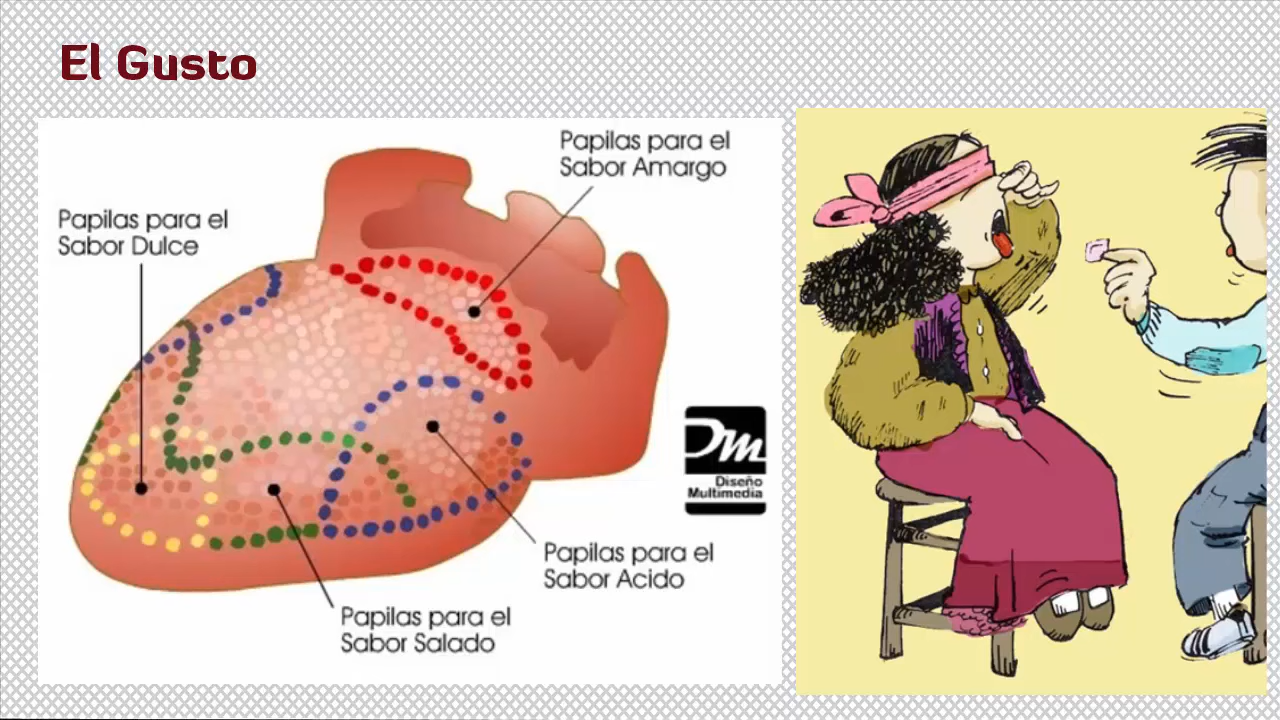 El Gusto
Papilas para el
Sabor Amargo
Papilas para el
Sabor Dulce
Dm
Diseño
Multimedia
Papilas para el
Sabor Acido
Papilas para el
Sabor Salado